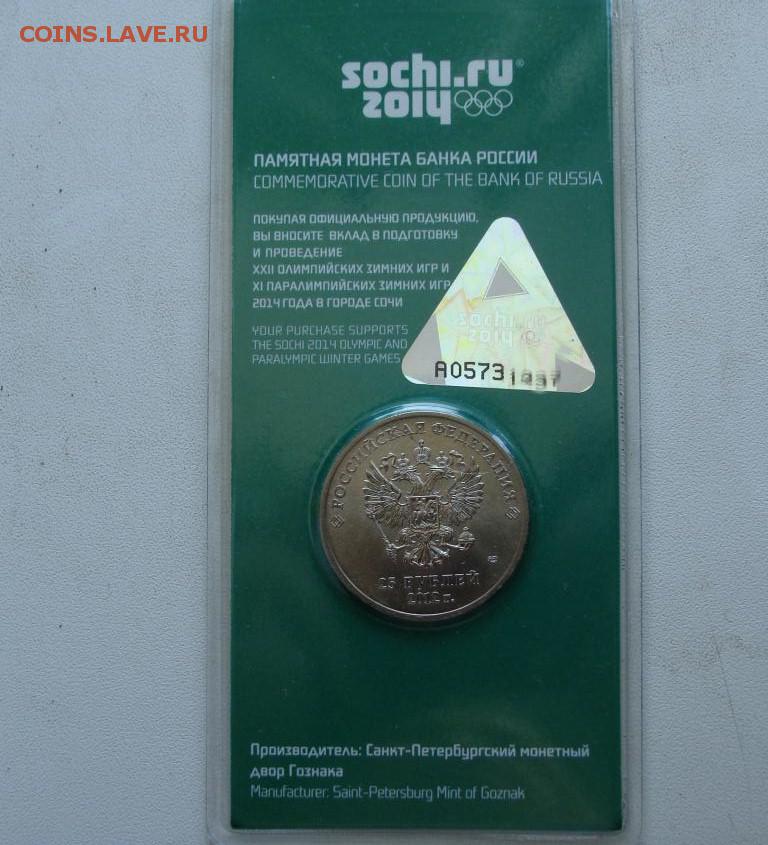 COINS.LAVE.RU
sochi.ru
2014
ПАМЯТНАЯ МОНЕТА БАНКА РОССИИ
COMMEMORATIVE COIN OF THE BANK OF RUSSIA
ПОКУПАЯ ОФИЦИАЛЬНУЮ ПРОДУКЦИЮ,
ВЫ ВНОСИТЕ ВКЛАД В ПОДГОТОВКУ
И ПРОВЕДЕНИЕ
XXII ОЛИМПИЙСКИХ ЗИМНИХ ИГР И
XI ПАРАЛИМПИЙСКИХ ЗИМНИХ ИГР
2014 ГОДА В ГОРОДЕ СОЧИ
YOUR PURCHASE SUPPORTS
THE SOCHI 2014 OLYMPIC AND
PARALYMPIC WINTER GAMES
sochi.ru
2014
A0573
РОССИЙСКАЯ ФЕДЕРАЦИЯ
25 РУБЛЕЙ
2012 г.
Производитель: Санкт-Петербургский монетный
двор Гознака
Manufacturer: Saint-Petersburg Mint of Goznak